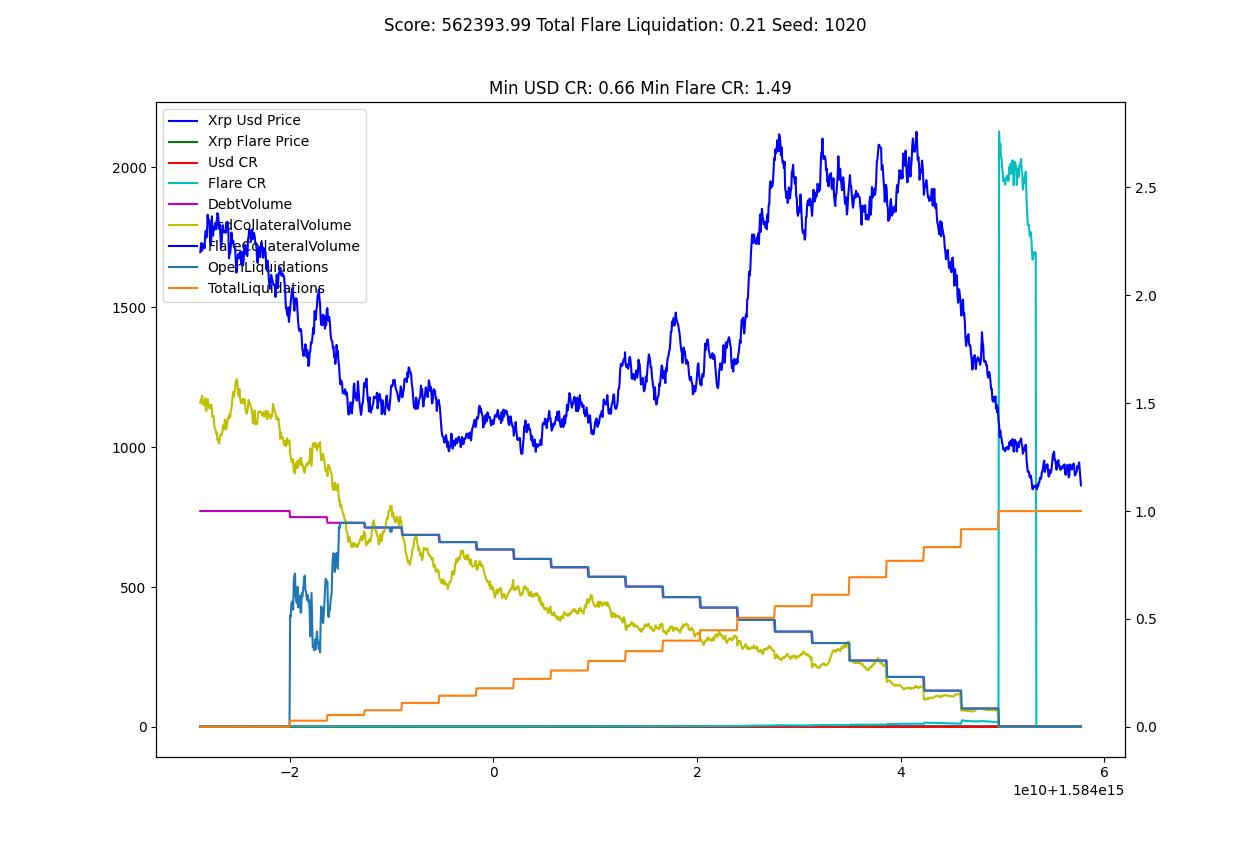 Score: 562393.99 Total Flare Liquidation: 0.21 Seed: 1020
Min USD CR: 0.66 Min Flare CR: 1.49
Xrp Usd Price
Xrp Flare Price
Usd CR
Flare CR
DebtVolume
UsdCollateralVolume
FlareCollateralVolume
OpenLiquidations
TotalLiquidations
2000
1500
1000
500
0
2.5
2.0
1.5
1.0
0.5
0.0
−2
0
2
4
6
1e10+1.584e15